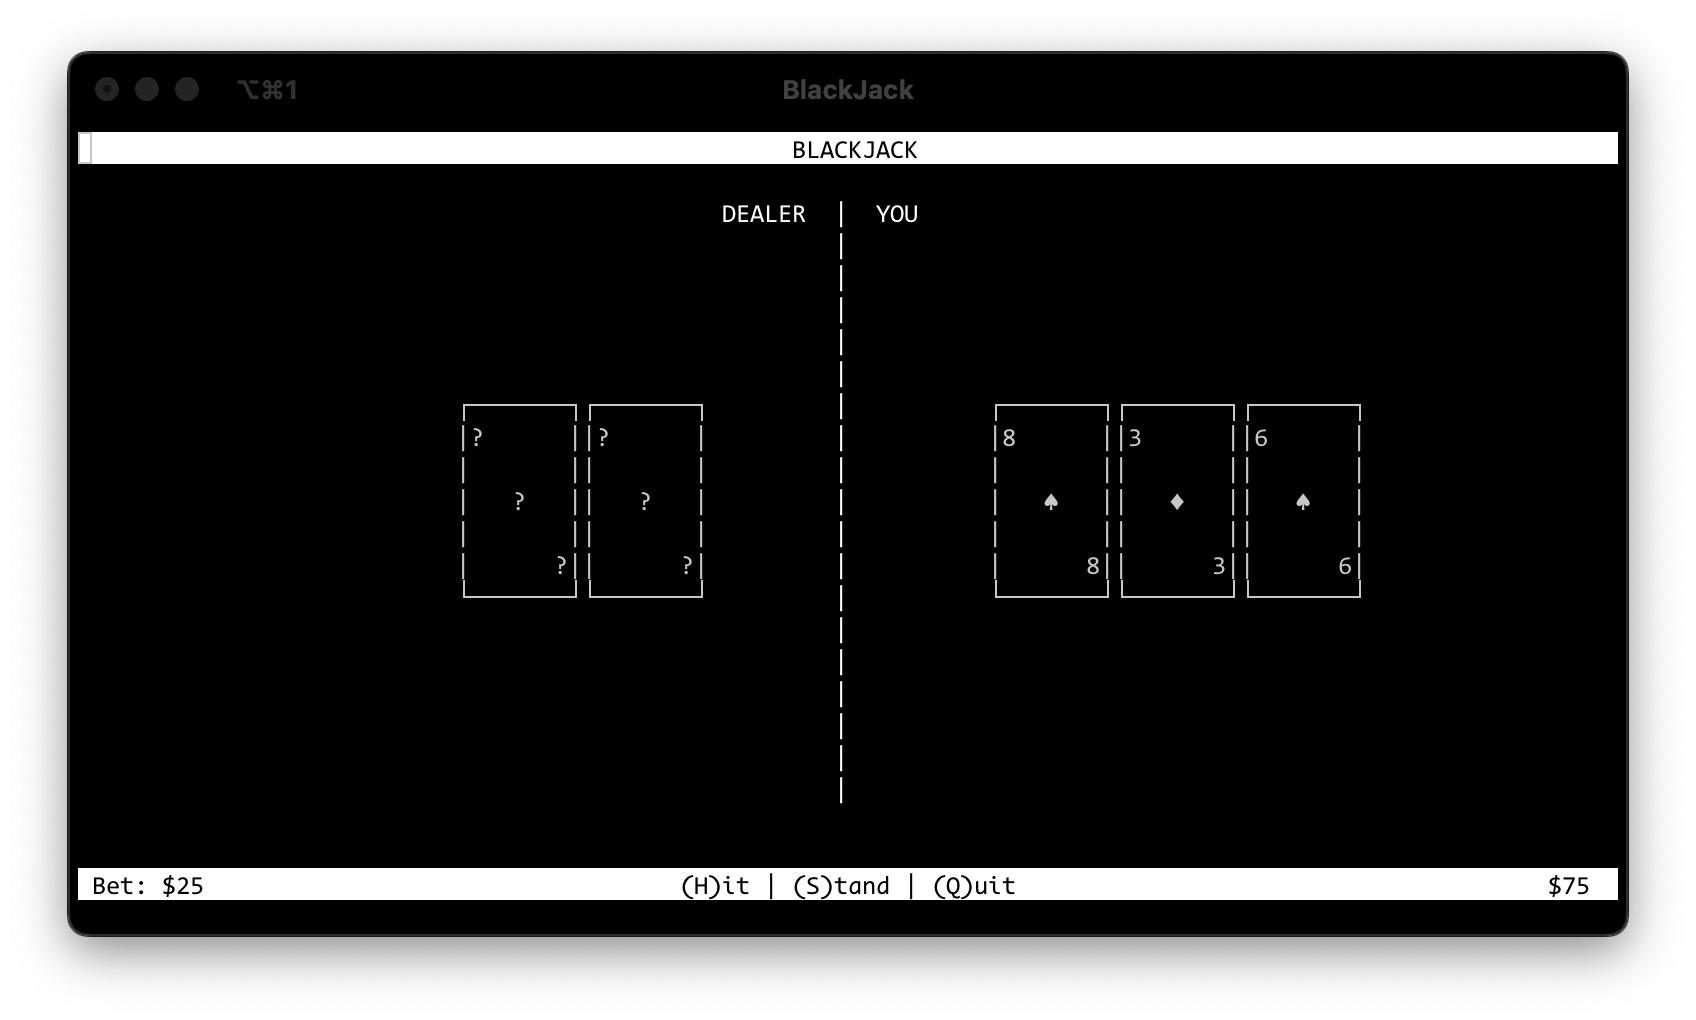 ⌥⌘1 BlackJack
BLACKJACK
DEALER | YOU
? ? 8 3 6
? ? ♠ ♦ ♠
? ? 8 3 6
Bet: $25 (H)it | (S)tand | (Q)uit $75